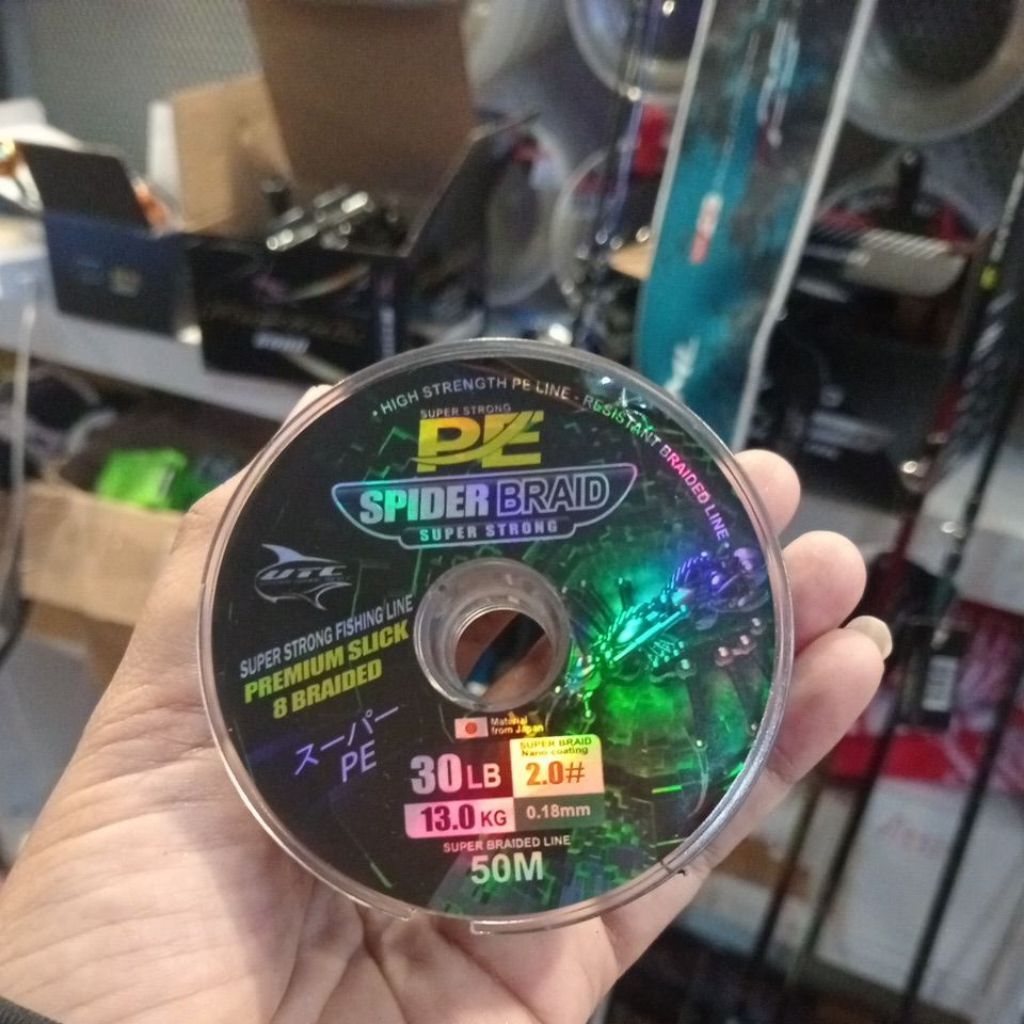 • HIGH STRENGTH PE LINE - RESISTANT BRAIDED LINE •
SUPER STRONG
PE
SPIDER BRAID
SUPER STRONG
UTC
SUPER STRONG FISHING LINE
PREMIUM SLICK
8 BRAIDED
スーパー
PE
Material
from Japan
30LB
SUPER BRAID
Nano coating
2.0#
13.0 KG
0.18mm
SUPER BRAIDED LINE
50M